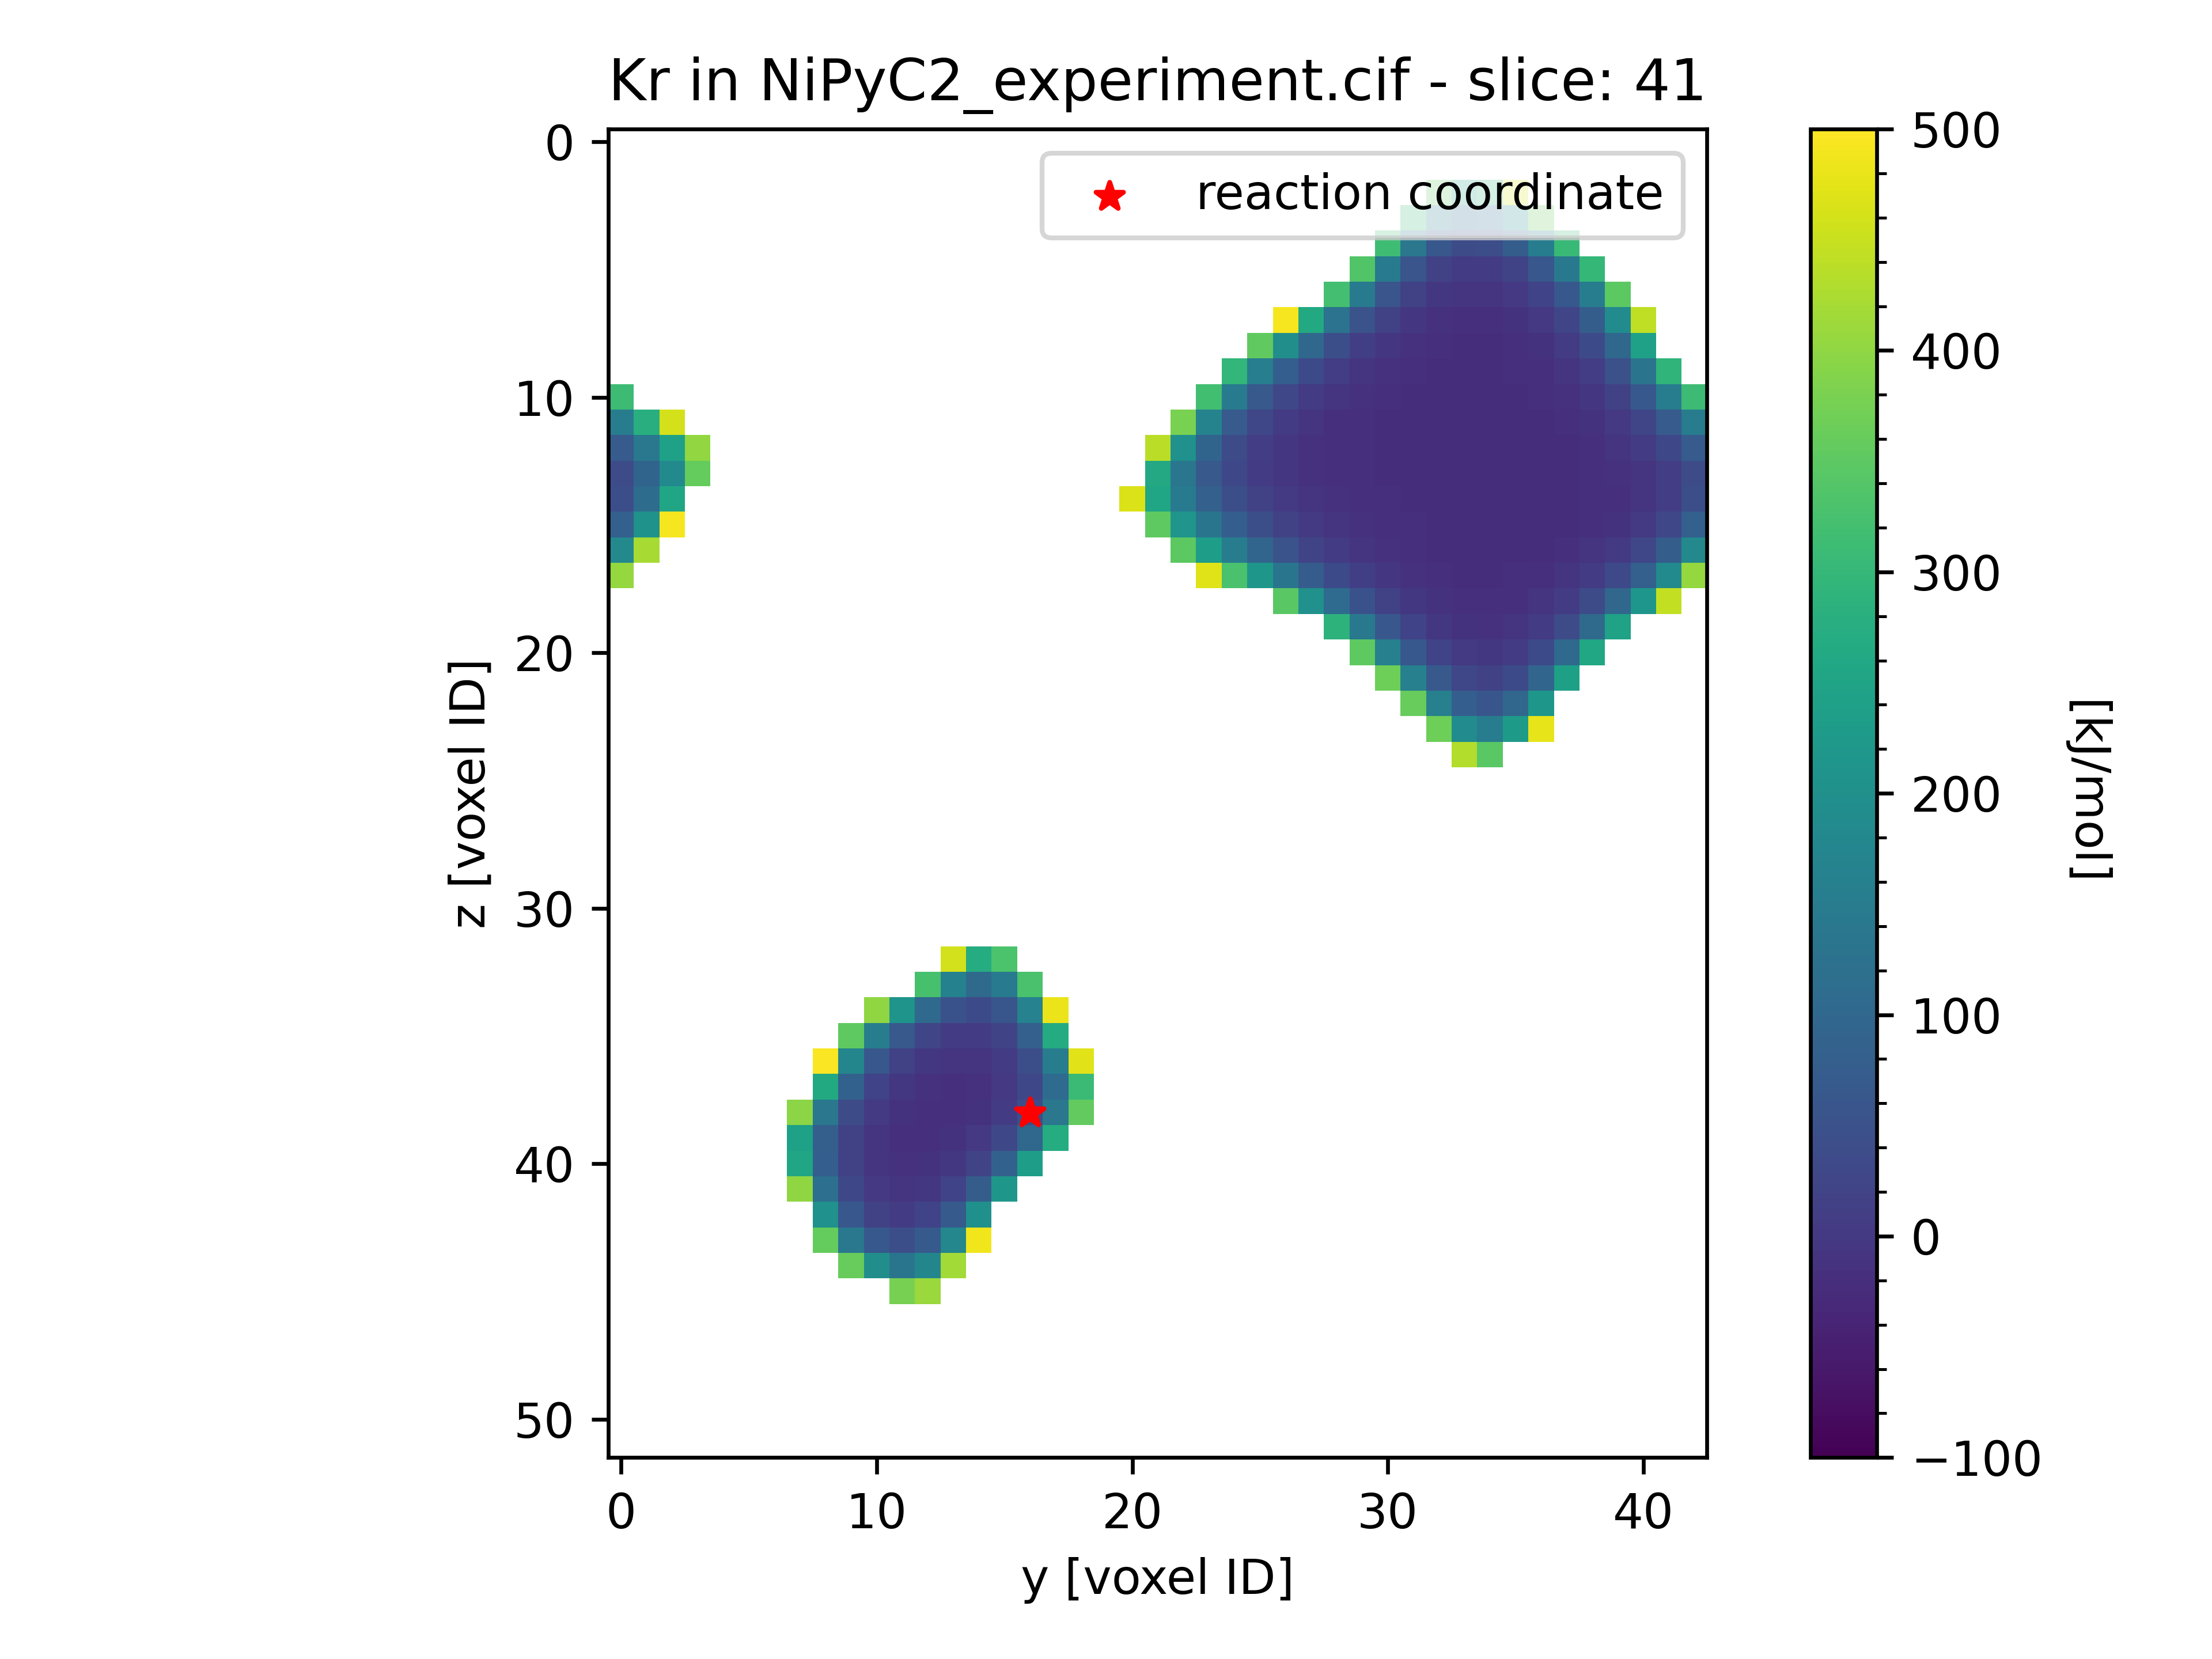 Kr in NiPyC2_experiment.cif - slice: 41
reaction coordinate
0
10
20
30
40
50
z [voxel ID]
0 10 20 30 40
y [voxel ID]
500
400
300
200
100
0
−100
[kJ/mol]